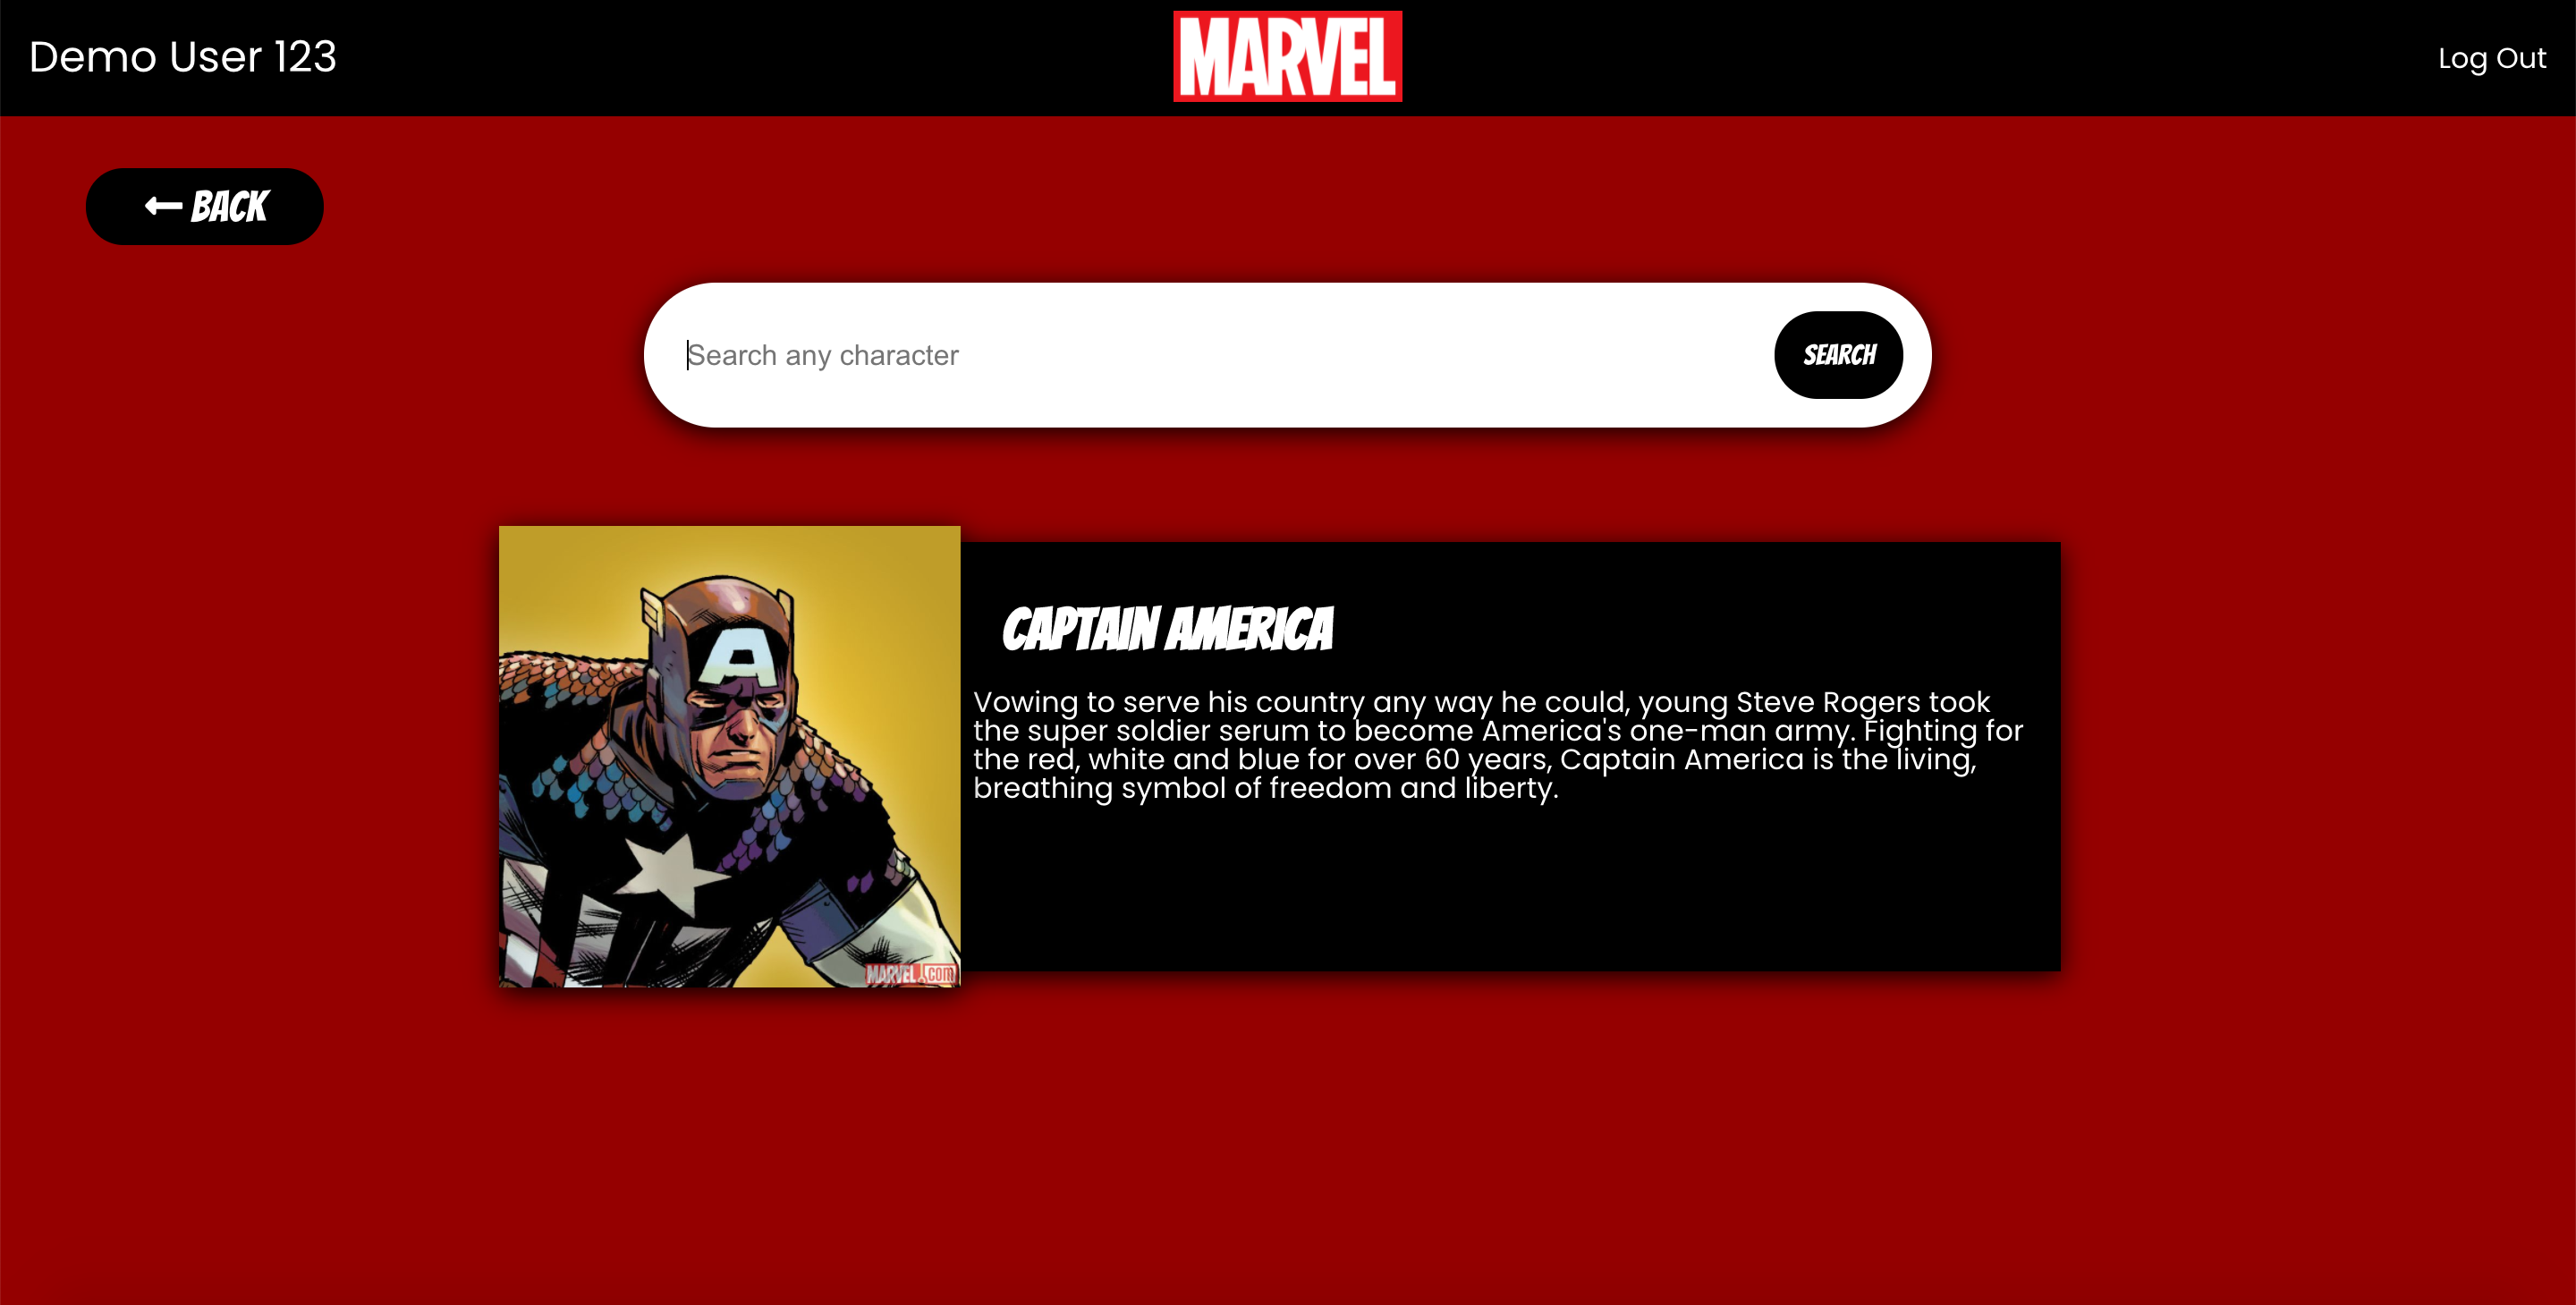 Demo User 123
MARVEL
Log Out
BACK
Search any character
SEARCH
A
CAPTAIN AMERICA
Vowing to serve his country any way he could, young Steve Rogers took
the super soldier serum to become America's one-man army. Fighting for
the red, white and blue for over 60 years, Captain America is the living,
breathing symbol of freedom and liberty.
MARVEL.com